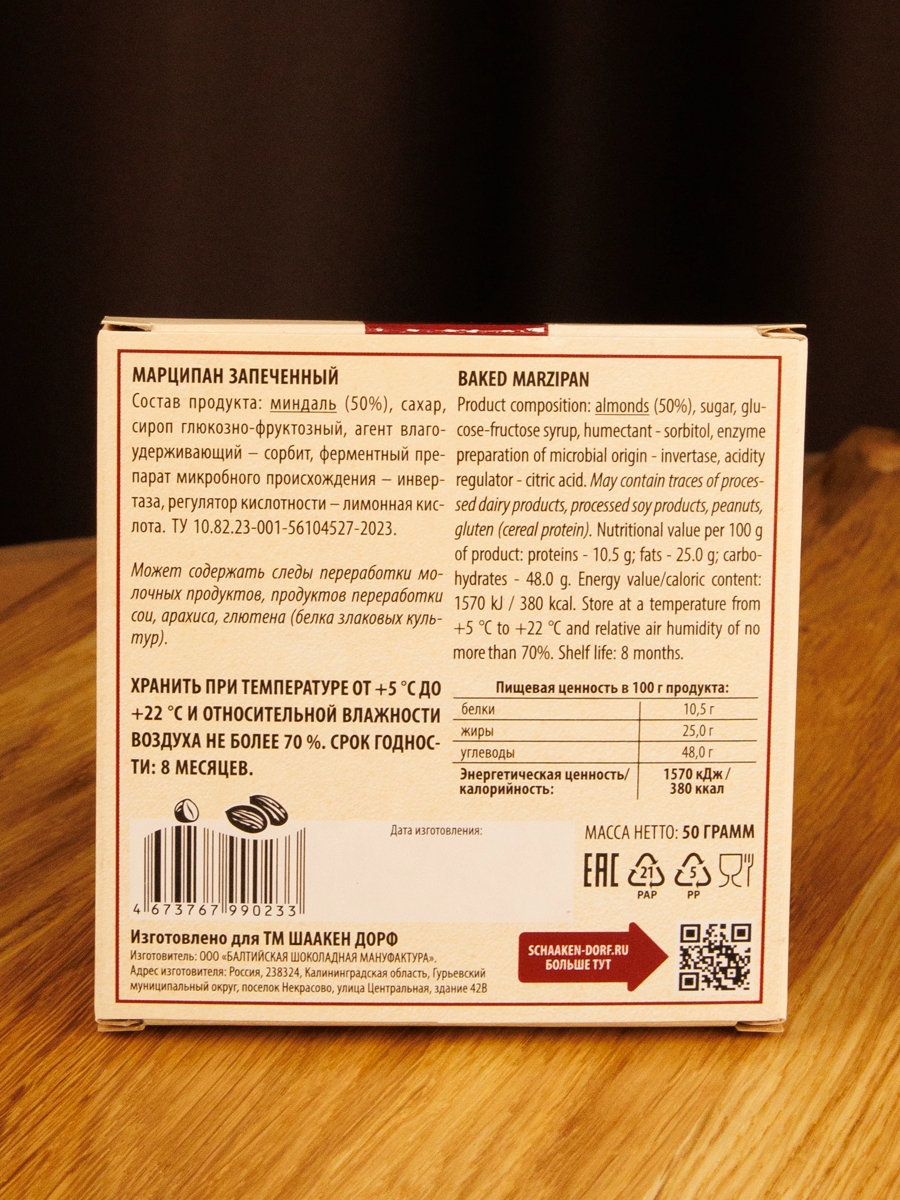 МАРЦИПАН ЗАПЕЧЕННЫЙ
Состав продукта: миндаль (50%), сахар,
сироп глюкозно-фруктозный, агент влаго-
удерживающий – сорбит, ферментный пре-
парат микробного происхождения – инвер-
таза, регулятор кислотности – лимонная кис-
лота. ТУ 10.82.23-001-56104527-2023.
Может содержать следы переработки мо-
лочных продуктов, продуктов переработки
сои, арахиса, глютена (белка злаковых куль-
тур).
ХРАНИТЬ ПРИ ТЕМПЕРАТУРЕ ОТ +5 °С ДО
+22 °С И ОТНОСИТЕЛЬНОЙ ВЛАЖНОСТИ
ВОЗДУХА НЕ БОЛЕЕ 70 %. СРОК ГОДНОС-
ТИ: 8 МЕСЯЦЕВ.
BAKED MARZIPAN
Product composition: almonds (50%), sugar, glu-
cose-fructose syrup, humectant - sorbitol, enzyme
preparation of microbial origin - invertase, acidity
regulator - citric acid. May contain traces of proces-
sed dairy products, processed soy products, peanuts,
gluten (cereal protein). Nutritional value per 100 g
of product: proteins - 10.5 g; fats - 25.0 g; carbo-
hydrates - 48.0 g. Energy value/caloric content:
1570 kJ / 380 kcal. Store at a temperature from
+5 °C to +22 °C and relative air humidity of no
more than 70%. Shelf life: 8 months.
Пищевая ценность в 100 г продукта:
белки 10,5 г
жиры 25,0 г
углеводы 48,0 г
Энергетическая ценность/ 1570 кДж /
калорийность: 380 ккал
Дата изготовления:
МАССА НЕТТО: 50 ГРАММ
EAC 21 5
PAP PP
4 673767 990233
Изготовлено для ТМ ШААКЕН ДОРФ
Изготовитель: ООО «БАЛТИЙСКАЯ ШОКОЛАДНАЯ МАНУФАКТУРА».
Адрес изготовителя: Россия, 238324, Калининградская область, Гурьевский
муниципальный округ, поселок Некрасово, улица Центральная, здание 42В
SCHAAKEN-DORF.RU
БОЛЬШЕ ТУТ